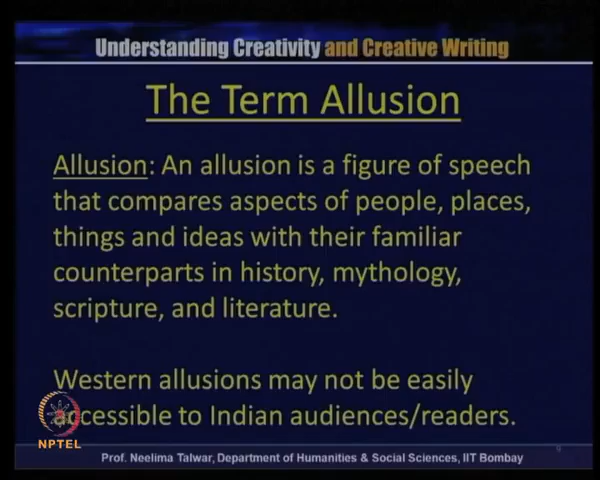 Understanding Creativity and Creative Writing
The Term Allusion
Allusion: An allusion is a figure of speech
that compares aspects of people, places,
things and ideas with their familiar
counterparts in history, mythology,
scripture, and literature.
Western allusions may not be easily
accessible to Indian audiences/readers.
NPTEL
Prof. Neelima Talwar, Department of Humanities & Social Sciences, IIT Bombay